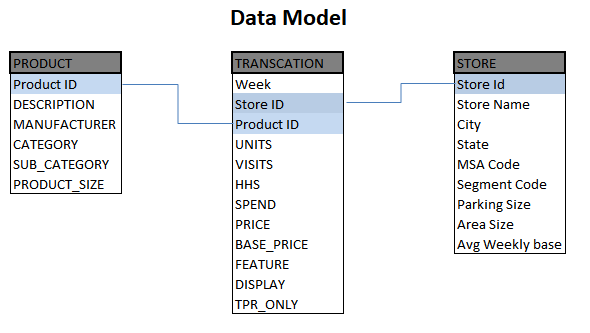 Data Model
PRODUCT
Product ID
DESCRIPTION
MANUFACTURER
CATEGORY
SUB_CATEGORY
PRODUCT_SIZE
TRANSCATION
Week
Store ID
Product ID
UNITS
VISITS
HHS
SPEND
PRICE
BASE_PRICE
FEATURE
DISPLAY
TPR_ONLY
STORE
Store Id
Store Name
City
State
MSA Code
Segment Code
Parking Size
Area Size
Avg Weekly base